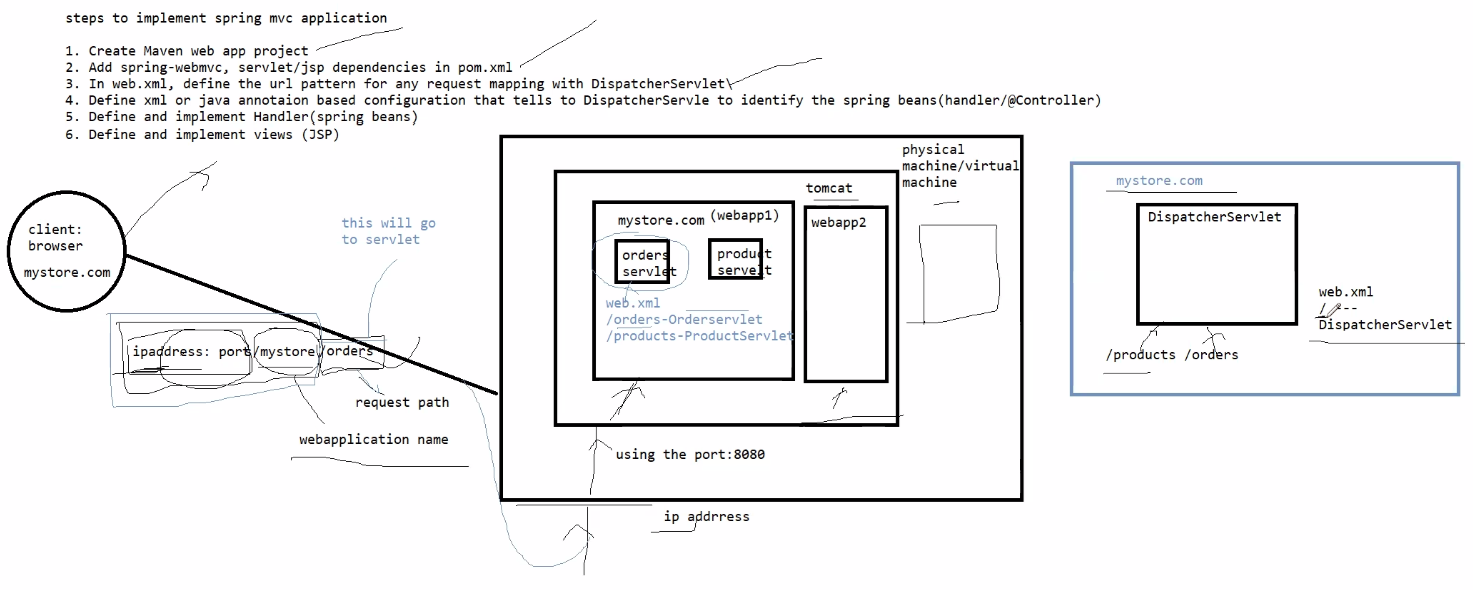 steps to implement spring mvc application
1. Create Maven web app project
2. Add spring-webmvc, servlet/jsp dependencies in pom.xml
3. In web.xml, define the url pattern for any request mapping with DispatcherServlet\
4. Define xml or java annotaion based configuration that tells to DispatcherServle to identify the spring beans(handler/@Controller)
5. Define and implement Handler(spring beans)
6. Define and implement views (JSP)
client:
browser
mystore.com
this will go
to servlet
ipaddress: port/mystore/orders
request path
webapplication name
physical
machine/virtual
machine
tomcat
mystore.com (webapp1)
orders
servlet
product
servelt
web.xml
/orders-Orderservlet
/products-ProductServlet
webapp2
using the port:8080
ip adrress
mystore.com
DispatcherServlet
web.xml
/ ---
DispatcherServlet
/products /orders